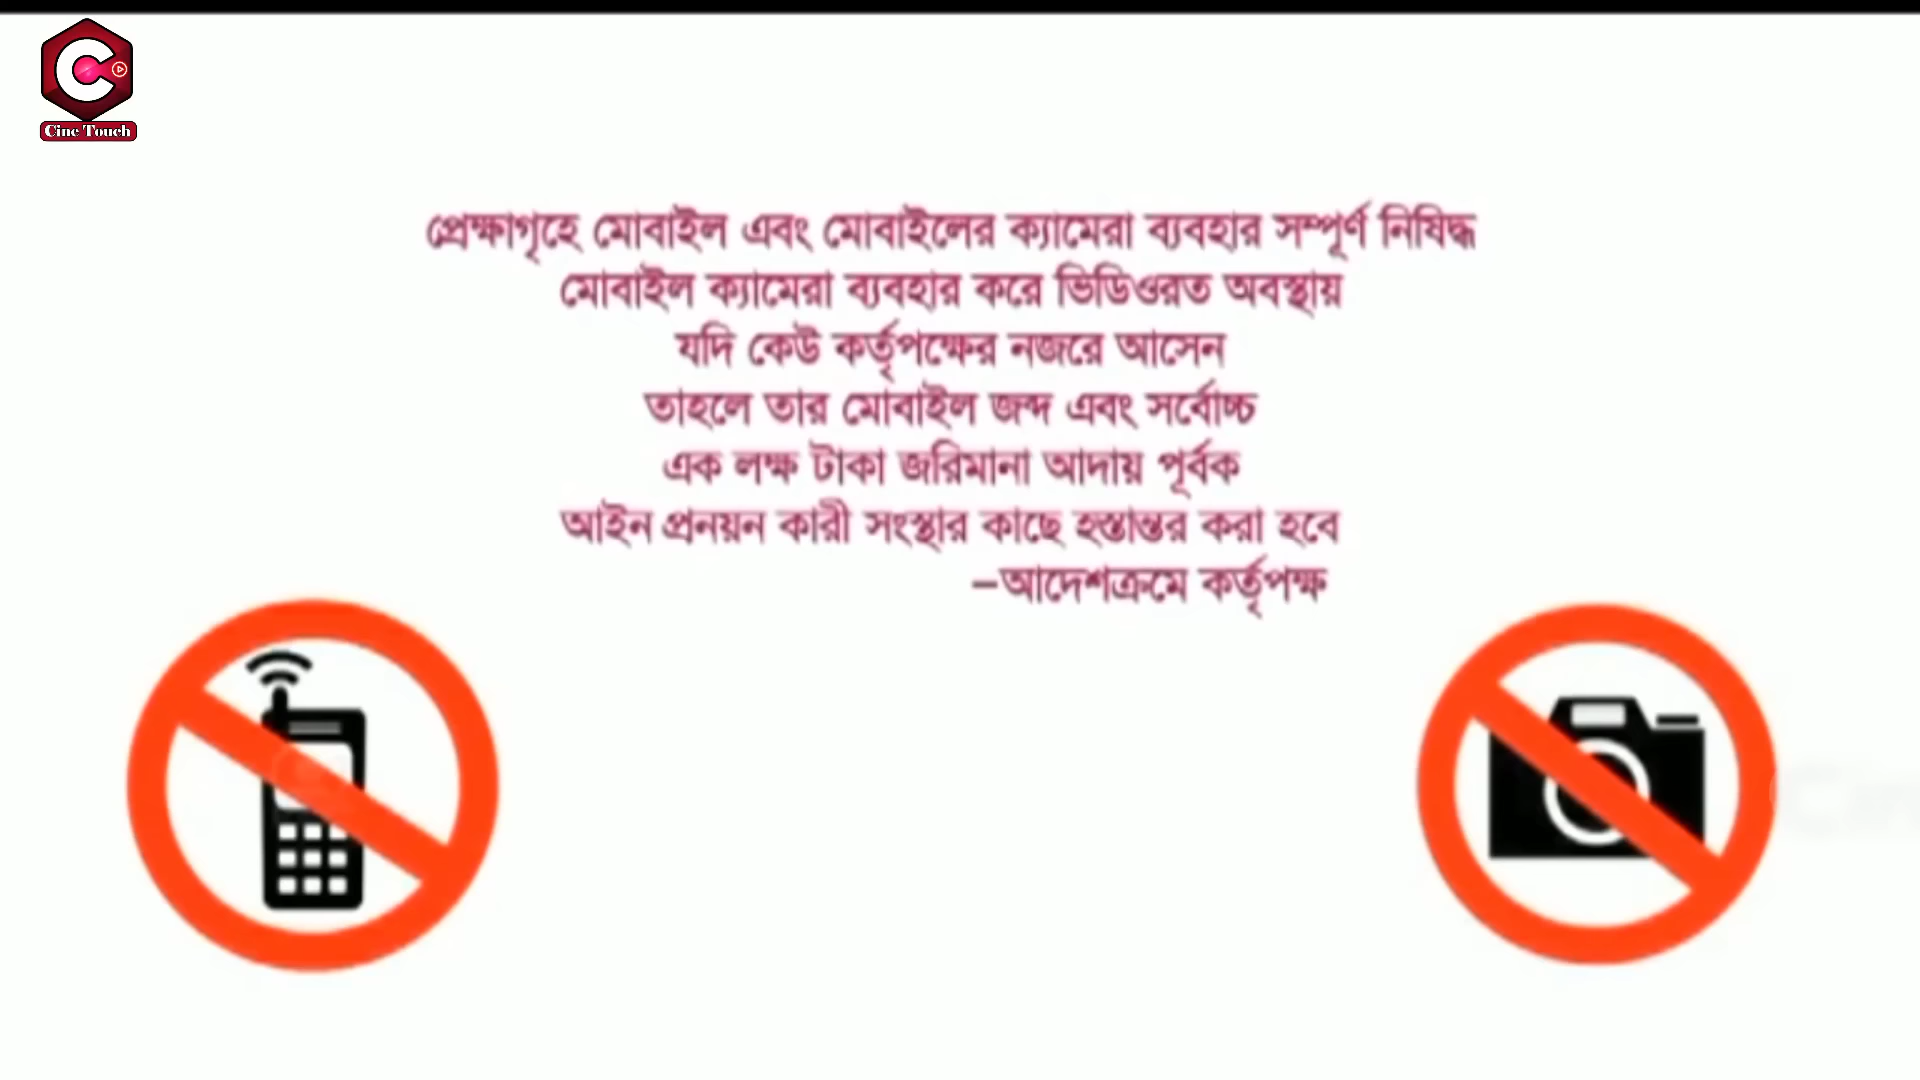 Cine Touch
প্রেক্ষাগৃহে মোবাইল এবং মোবাইলের ক্যামেরা ব্যবহার সম্পূর্ণ নিষিদ্ধ
মোবাইল ক্যামেরা ব্যবহার করে ভিডিওরত অবস্থায়
যদি কেউ কর্তৃপক্ষের নজরে আসেন
তাহলে তার মোবাইল জব্দ এবং সর্বোচ্চ
এক লক্ষ টাকা জরিমানা আদায় পূর্বক
আইন প্রনয়ন কারী সংস্থার কাছে হস্তান্তর করা হবে
–আদেশক্রমে কর্তৃপক্ষ